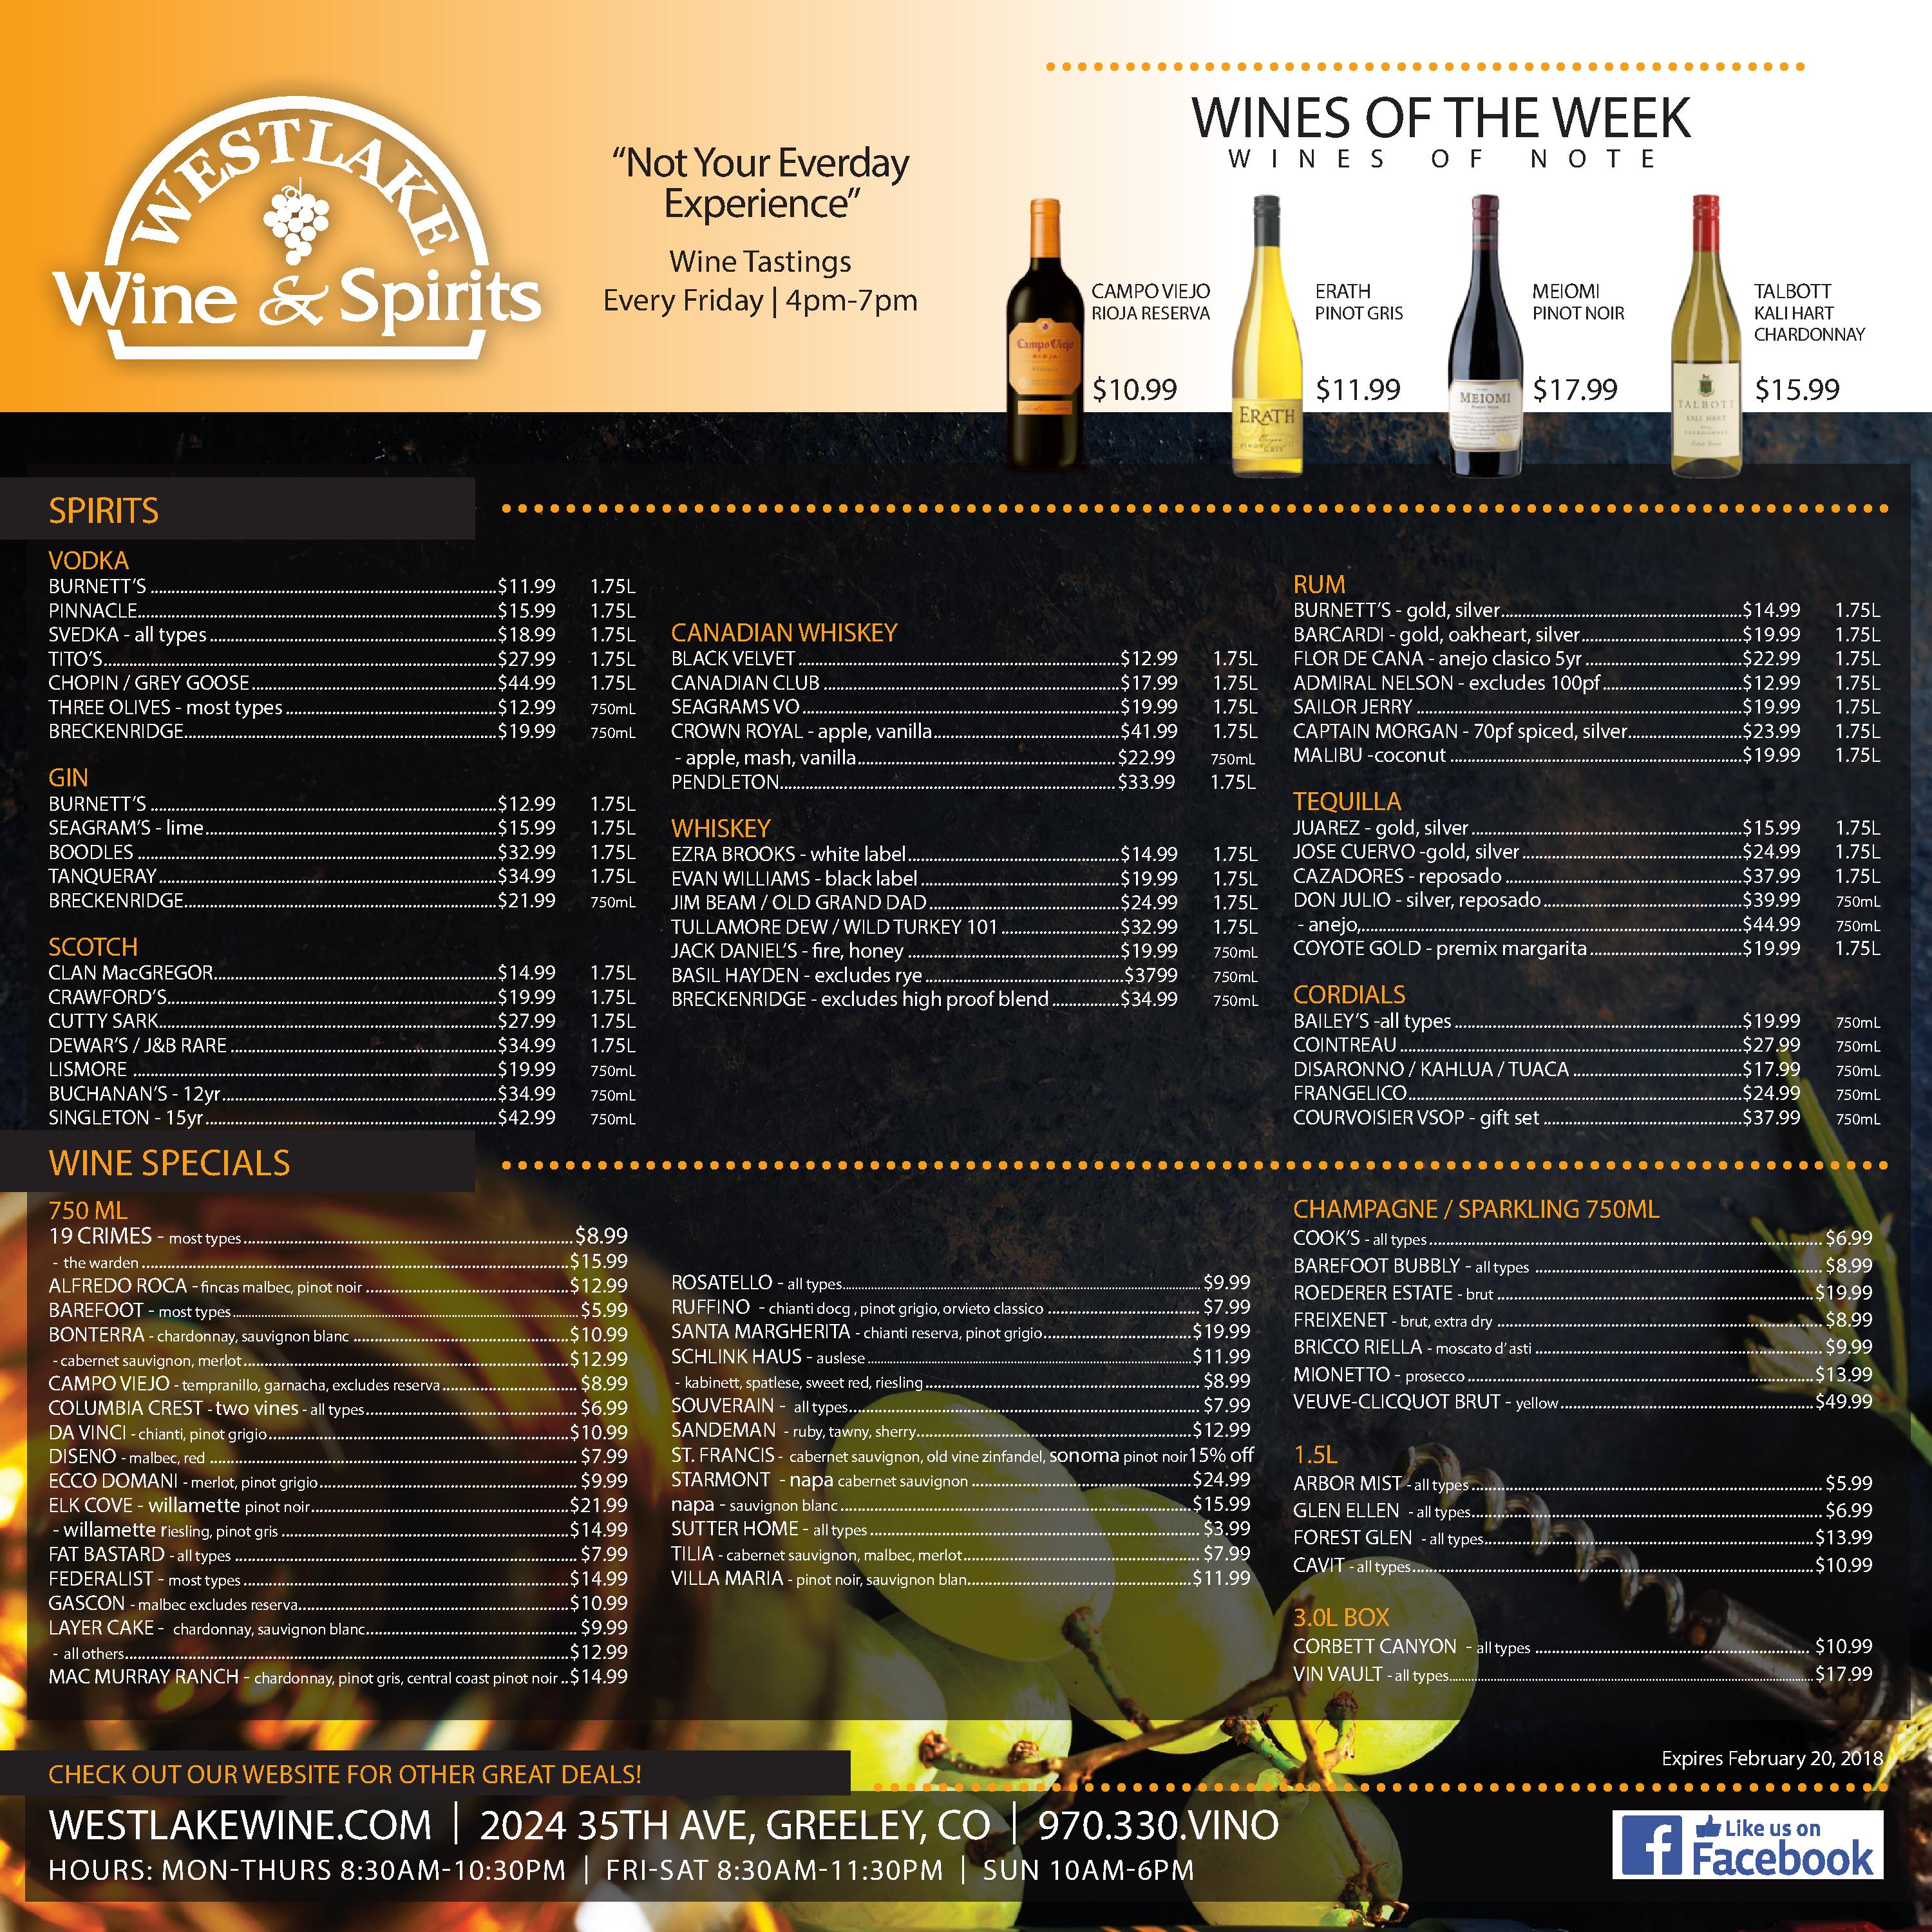 WESTLAKE
Wine & Spirits
“Not Your Everday
Experience”
Wine Tastings
Every Friday | 4pm-7pm
WINES OF THE WEEK
WINES OF NOTE
CAMPO VIEJO
RIOJA RESERVA
$10.99
ERATH
PINOT GRIS
$11.99
MEIOMI
PINOT NOIR
$17.99
TALBOTT
KALI HART
CHARDONNAY
$15.99
Campo Viejo
RIOJA
ERATH
PINOT GRIS
MEIOMI
Pinot Noir
TALBOTT
KALI HART
CHARDONNAY
SPIRITS
VODKA
BURNETT’S $11.99 1.75L
PINNACLE $15.99 1.75L
SVEDKA - all types $18.99 1.75L
TITO’S $27.99 1.75L
CHOPIN / GREY GOOSE $44.99 1.75L
THREE OLIVES - most types $12.99 750mL
BRECKENRIDGE $19.99 750mL
GIN
BURNETT’S $12.99 1.75L
SEAGRAM’S - lime $15.99 1.75L
BOODLES $32.99 1.75L
TANQUERAY $34.99 1.75L
BRECKENRIDGE $21.99 750mL
SCOTCH
CLAN MacGREGOR $14.99 1.75L
CRAWFORD’S $19.99 1.75L
CUTTY SARK $27.99 1.75L
DEWAR’S / J&B RARE $34.99 1.75L
LISMORE $19.99 750mL
BUCHANAN’S - 12yr $34.99 750mL
SINGLETON - 15yr $42.99 750mL
CANADIAN WHISKEY
BLACK VELVET $12.99 1.75L
CANADIAN CLUB $17.99 1.75L
SEAGRAMS VO $19.99 1.75L
CROWN ROYAL - apple, vanilla $41.99 1.75L
- apple, mash, vanilla $22.99 750mL
PENDLETON $33.99 1.75L
WHISKEY
EZRA BROOKS - white label $14.99 1.75L
EVAN WILLIAMS - black label $19.99 1.75L
JIM BEAM / OLD GRAND DAD $24.99 1.75L
TULLAMORE DEW / WILD TURKEY 101 $32.99 1.75L
JACK DANIEL’S - fire, honey $19.99 750mL
BASIL HAYDEN - excludes rye $3799 750mL
BRECKENRIDGE - excludes high proof blend $34.99 750mL
RUM
BURNETT’S - gold, silver $14.99 1.75L
BARCARDI - gold, oakheart, silver $19.99 1.75L
FLOR DE CANA - anejo clasico 5yr $22.99 1.75L
ADMIRAL NELSON - excludes 100pf $12.99 1.75L
SAILOR JERRY $19.99 1.75L
CAPTAIN MORGAN - 70pf spiced, silver $23.99 1.75L
MALIBU -coconut $19.99 1.75L
TEQUILLA
JUAREZ - gold, silver $15.99 1.75L
JOSE CUERVO -gold, silver $24.99 1.75L
CAZADORES - reposado $37.99 1.75L
DON JULIO - silver, reposado $39.99 750mL
- anejo, $44.99 750mL
COYOTE GOLD - premix margarita $19.99 1.75L
CORDIALS
BAILEY’S -all types $19.99 750mL
COINTREAU $27.99 750mL
DISARONNO / KAHLUA / TUACA $17.99 750mL
FRANGELICO $24.99 750mL
COURVOISIER VSOP - gift set $37.99 750mL
WINE SPECIALS
750 ML
19 CRIMES - most types $8.99
- the warden $15.99
ALFREDO ROCA - fincas malbec, pinot noir $12.99
BAREFOOT - most types $5.99
BONTERRA - chardonnay, sauvignon blanc $10.99
- cabernet sauvignon, merlot $12.99
CAMPO VIEJO - tempranillo, garnacha, excludes reserva $8.99
COLUMBIA CREST - two vines - all types $6.99
DA VINCI - chianti, pinot grigio $10.99
DISENO - malbec, red $7.99
ECCO DOMANI - merlot, pinot grigio $9.99
ELK COVE - willamette pinot noir $21.99
- willamette riesling, pinot gris $14.99
FAT BASTARD - all types $7.99
FEDERALIST - most types $14.99
GASCON - malbec excludes reserva $10.99
LAYER CAKE - chardonnay, sauvignon blanc $9.99
- all others $12.99
MAC MURRAY RANCH - chardonnay, pinot gris, central coast pinot noir $14.99
ROSATELLO - all types $9.99
RUFFINO - chianti docg , pinot grigio, orvieto classico $7.99
SANTA MARGHERITA - chianti reserva, pinot grigio $19.99
SCHLINK HAUS - auslese $11.99
- kabinett, spatlese, sweet red, riesling $8.99
SOUVERAIN - all types $7.99
SANDEMAN - ruby, tawny, sherry $12.99
ST. FRANCIS - cabernet sauvignon, old vine zinfandel, sonoma pinot noir 15% off
STARMONT - napa cabernet sauvignon $24.99
napa - sauvignon blanc $15.99
SUTTER HOME - all types $3.99
TILIA - cabernet sauvignon, malbec, merlot $7.99
VILLA MARIA - pinot noir, sauvignon blan $11.99
CHAMPAGNE / SPARKLING 750ML
COOK’S - all types $6.99
BAREFOOT BUBBLY - all types $8.99
ROEDERER ESTATE - brut $19.99
FREIXENET - brut, extra dry $8.99
BRICCO RIELLA - moscato d’ asti $9.99
MIONETTO - prosecco $13.99
VEUVE-CLICQUOT BRUT - yellow $49.99
1.5L
ARBOR MIST - all types $5.99
GLEN ELLEN - all types $6.99
FOREST GLEN - all types $13.99
CAVIT - all types $10.99
3.0L BOX
CORBETT CANYON - all types $10.99
VIN VAULT - all types $17.99
Expires February 20, 2018
CHECK OUT OUR WEBSITE FOR OTHER GREAT DEALS!
WESTLAKEWINE.COM | 2024 35TH AVE, GREELEY, CO | 970.330.VINO
HOURS: MON-THURS 8:30AM-10:30PM | FRI-SAT 8:30AM-11:30PM | SUN 10AM-6PM
f Like us on
Facebook